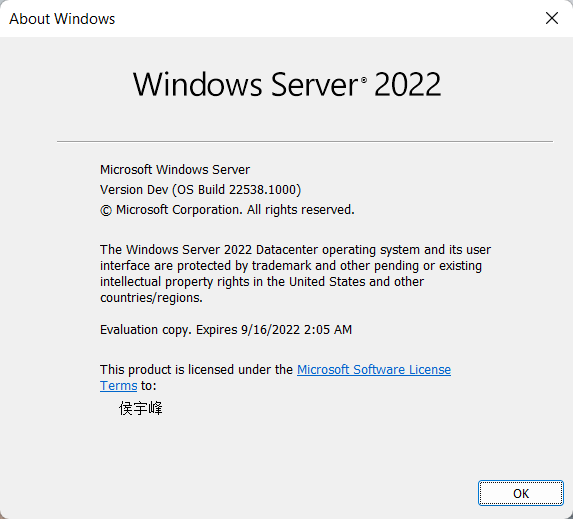 About Windows
Windows Server® 2022
Microsoft Windows Server
Version Dev (OS Build 22538.1000)
© Microsoft Corporation. All rights reserved.
The Windows Server 2022 Datacenter operating system and its user
interface are protected by trademark and other pending or existing
intellectual property rights in the United States and other
countries/regions.
Evaluation copy. Expires 9/16/2022 2:05 AM
This product is licensed under the Microsoft Software License
Terms to:
侯宇峰
OK